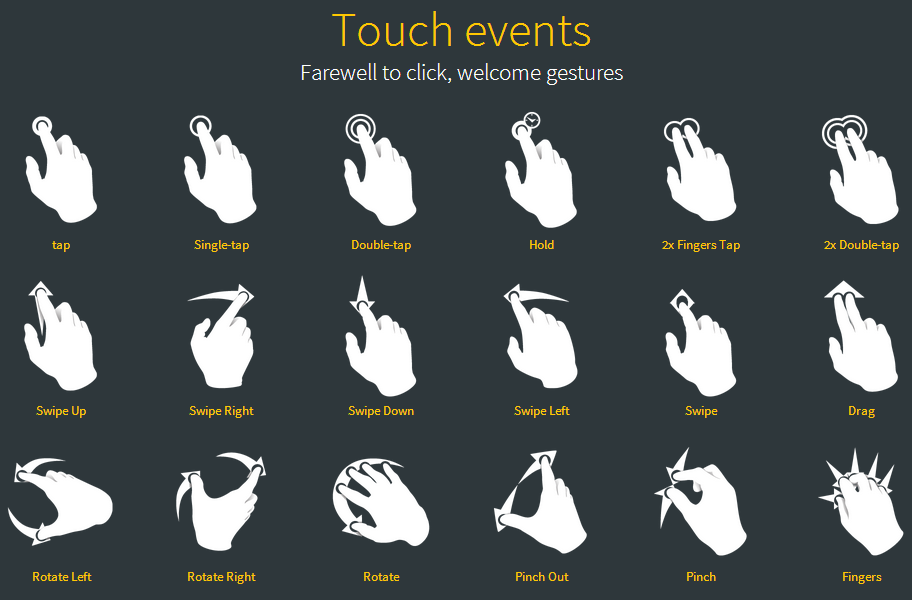 Touch events
Farewell to click, welcome gestures
tap
Single-tap
Double-tap
Hold
2x Fingers Tap
2x Double-tap
Swipe Up
Swipe Right
Swipe Down
Swipe Left
Swipe
Drag
Rotate Left
Rotate Right
Rotate
Pinch Out
Pinch
Fingers